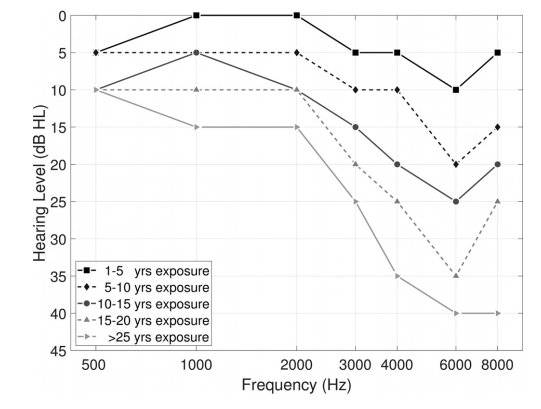 0
5
10
15
20
25
30
35
40
45
Hearing Level (dB HL)
1-5 yrs exposure
5-10 yrs exposure
10-15 yrs exposure
15-20 yrs exposure
>25 yrs exposure
500 1000 2000 3000 4000 6000 8000
Frequency (Hz)